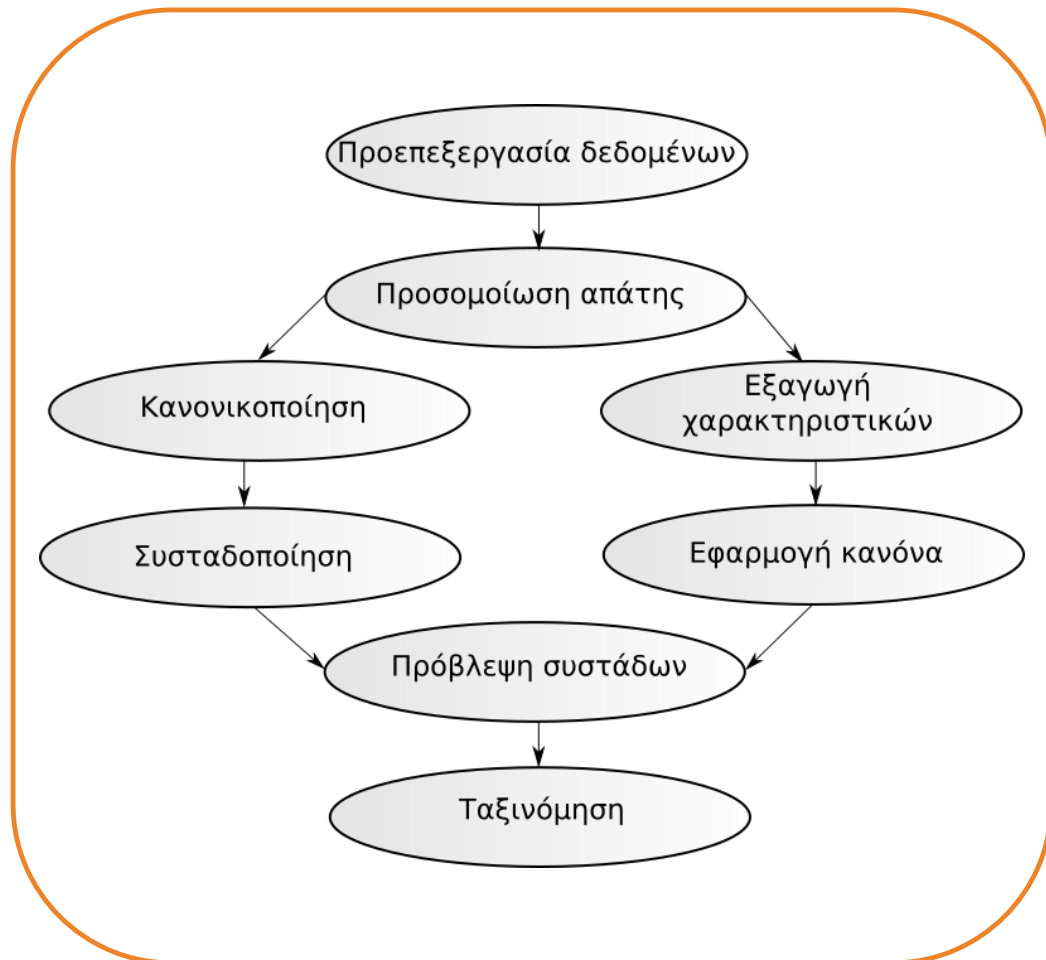 Προεπεξεργασία δεδομένων
Προσομοίωση απάτης
Κανονικοποίηση
Εξαγωγή
χαρακτηριστικών
Συσταδοποίηση
Εφαρμογή κανόνα
Πρόβλεψη συστάδων
Ταξινόμηση